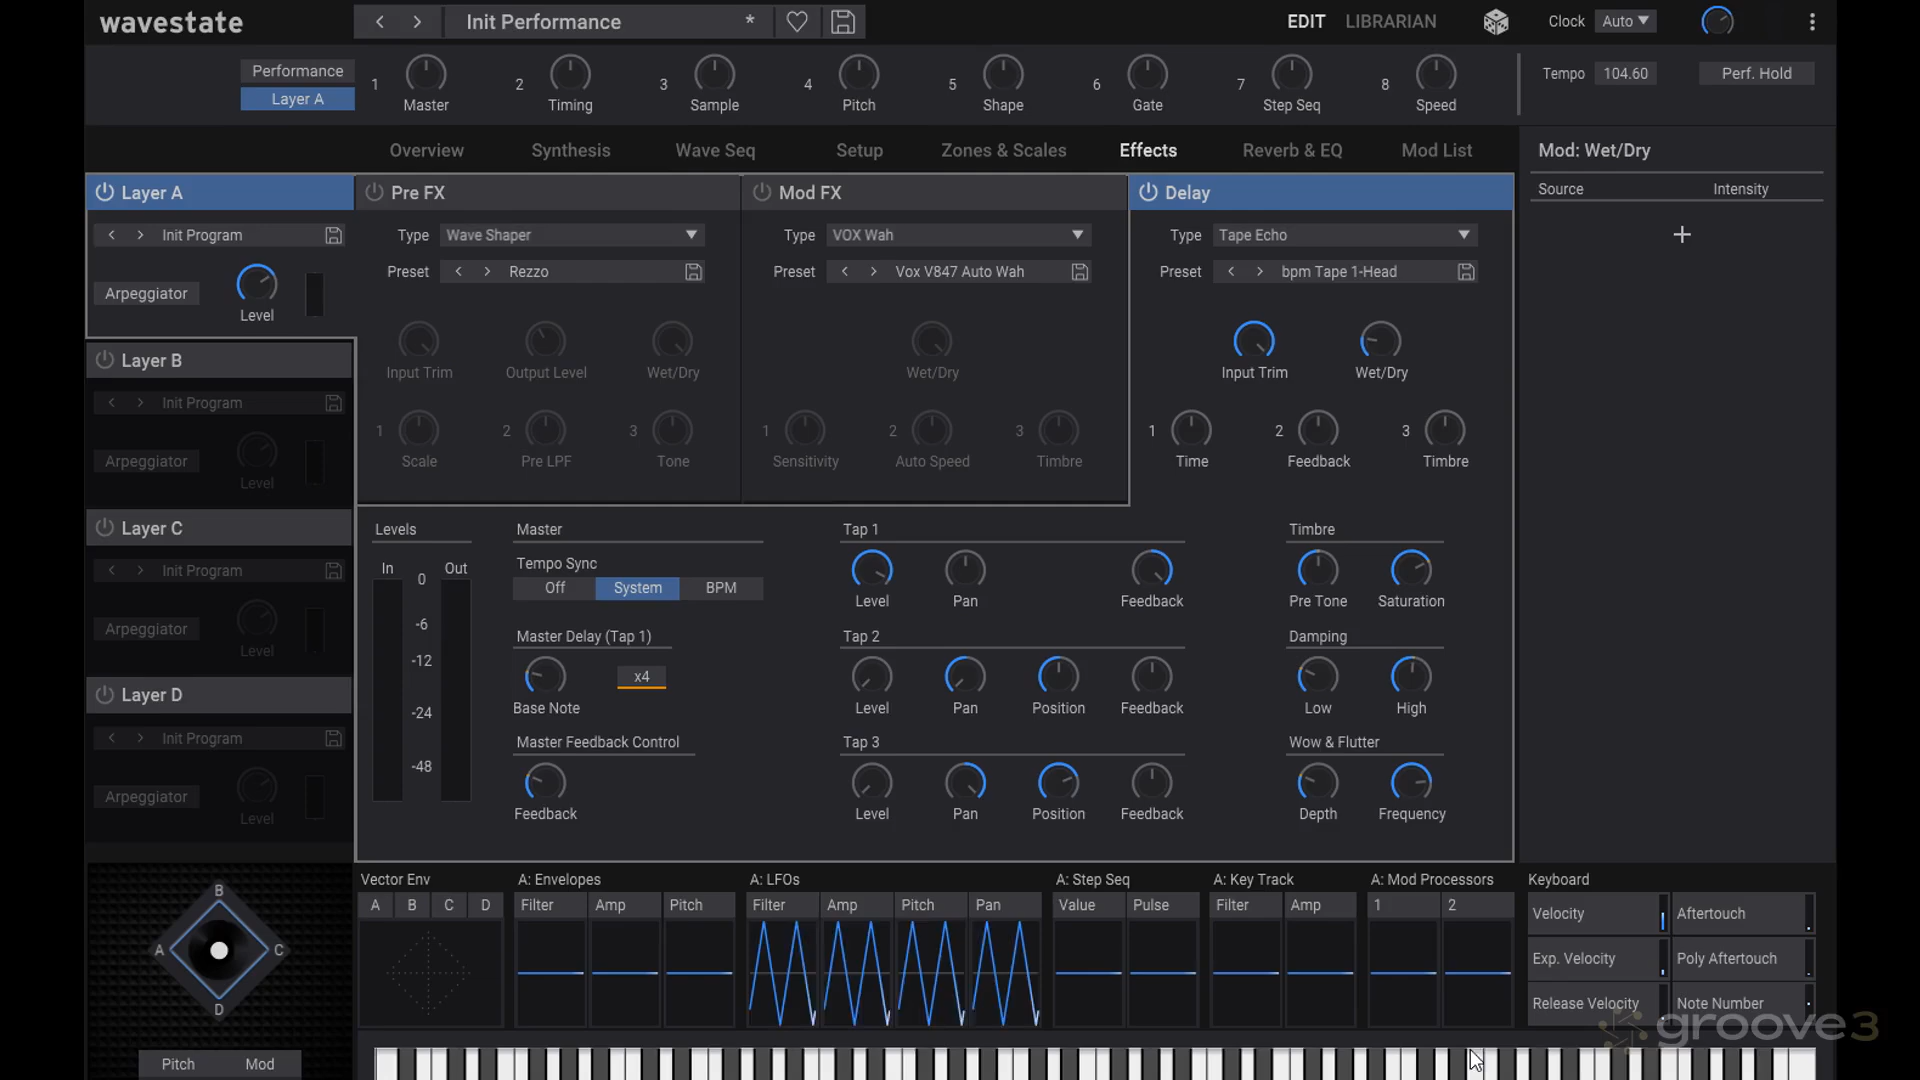 wavestate
Init Performance *
EDIT LIBRARIAN
Clock Auto
Performance
Layer A
1 Master
2 Timing
3 Sample
4 Pitch
5 Shape
6 Gate
7 Step Seq
8 Speed
Tempo 104.60
Perf. Hold
Overview Synthesis Wave Seq Setup Zones & Scales Effects Reverb & EQ Mod List
Mod: Wet/Dry
Source Intensity
+
Layer A
Init Program
Arpeggiator
Level
Layer B
Init Program
Arpeggiator
Level
Layer C
Init Program
Arpeggiator
Level
Layer D
Init Program
Arpeggiator
Level
Pre FX
Type Wave Shaper
Preset Rezzo
Input Trim Output Level Wet/Dry
1 Scale 2 Pre LPF 3 Tone
Mod FX
Type VOX Wah
Preset Vox V847 Auto Wah
Wet/Dry
1 Sensitivity 2 Auto Speed 3 Timbre
Delay
Type Tape Echo
Preset bpm Tape 1-Head
Input Trim Wet/Dry
1 Time 2 Feedback 3 Timbre
Levels
In Out
0
-6
-12
-24
-48
Master
Tempo Sync
Off System BPM
Master Delay (Tap 1)
x4
Base Note
Master Feedback Control
Feedback
Tap 1
Level Pan Feedback
Tap 2
Level Pan Position Feedback
Tap 3
Level Pan Position Feedback
Timbre
Pre Tone Saturation
Damping
Low High
Wow & Flutter
Depth Frequency
B
A C
D
Pitch Mod
Vector Env
A B C D
A: Envelopes
Filter Amp Pitch
A: LFOs
Filter Amp Pitch Pan
A: Step Seq
Value Pulse
A: Key Track
Filter Amp
A: Mod Processors
1 2
Keyboard
Velocity Aftertouch
Exp. Velocity Poly Aftertouch
Release Velocity Note Number
groove3